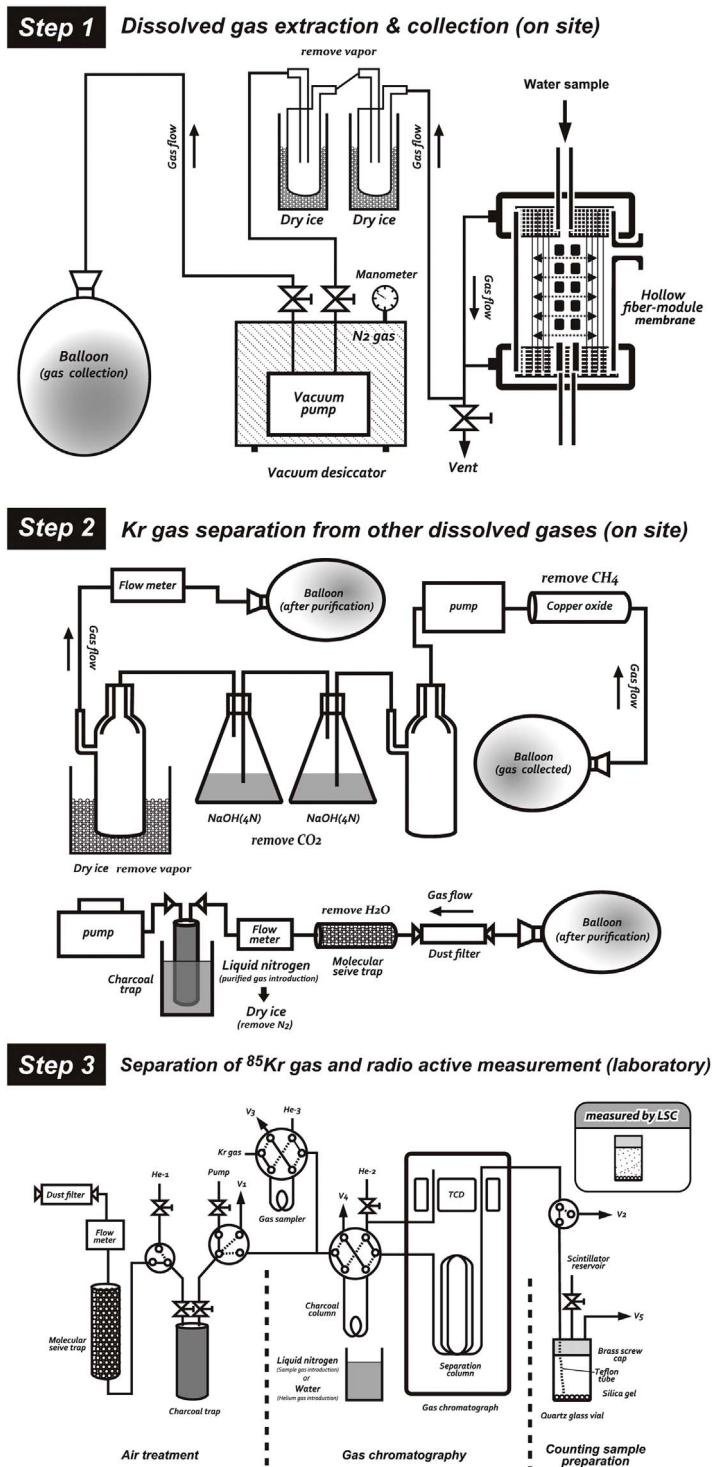 Step 1 Dissolved gas extraction & collection (on site)
remove vapor
Water sample
Gas flow
Gas flow
Dry ice
Dry ice
Manometer
Gas flow
Hollow
fiber-module
membrane
N2 gas
Balloon
(gas collection)
Vacuum
pump
Vent
Vacuum desiccator
Step 2 Kr gas separation from other dissolved gases (on site)
Flow meter
Balloon
(after purification)
remove CH4
pump
Copper oxide
Gas flow
Gas flow
Balloon
(gas collected)
NaOH(4N)
NaOH(4N)
remove CO2
Dry ice remove vapor
pump
Charcoal
trap
Flow
meter
Liquid nitrogen
(purified gas introduction)
Dry ice
(remove N2)
remove H2O
Molecular
seive trap
Gas flow
Dust filter
Balloon
(after purification)
Step 3 Separation of 85Kr gas and radio active measurement (laboratory)
measured by LSC
V3
He-3
Kr gas
Gas sampler
Dust filter
Flow
meter
He-1
Pump
V1
Molecular
seive trap
Charcoal trap
V4
He-2
TCD
Charcoal
column
Liquid nitrogen
(Sample gas introduction)
or
Water
(Helium gas introduction)
Separation
column
Gas chromatograph
V2
Scintillator
reservoir
V5
Brass screw
cap
Teflon
tube
Silica gel
Quartz glass vial
Air treatment
Gas chromatography
Counting sample
preparation